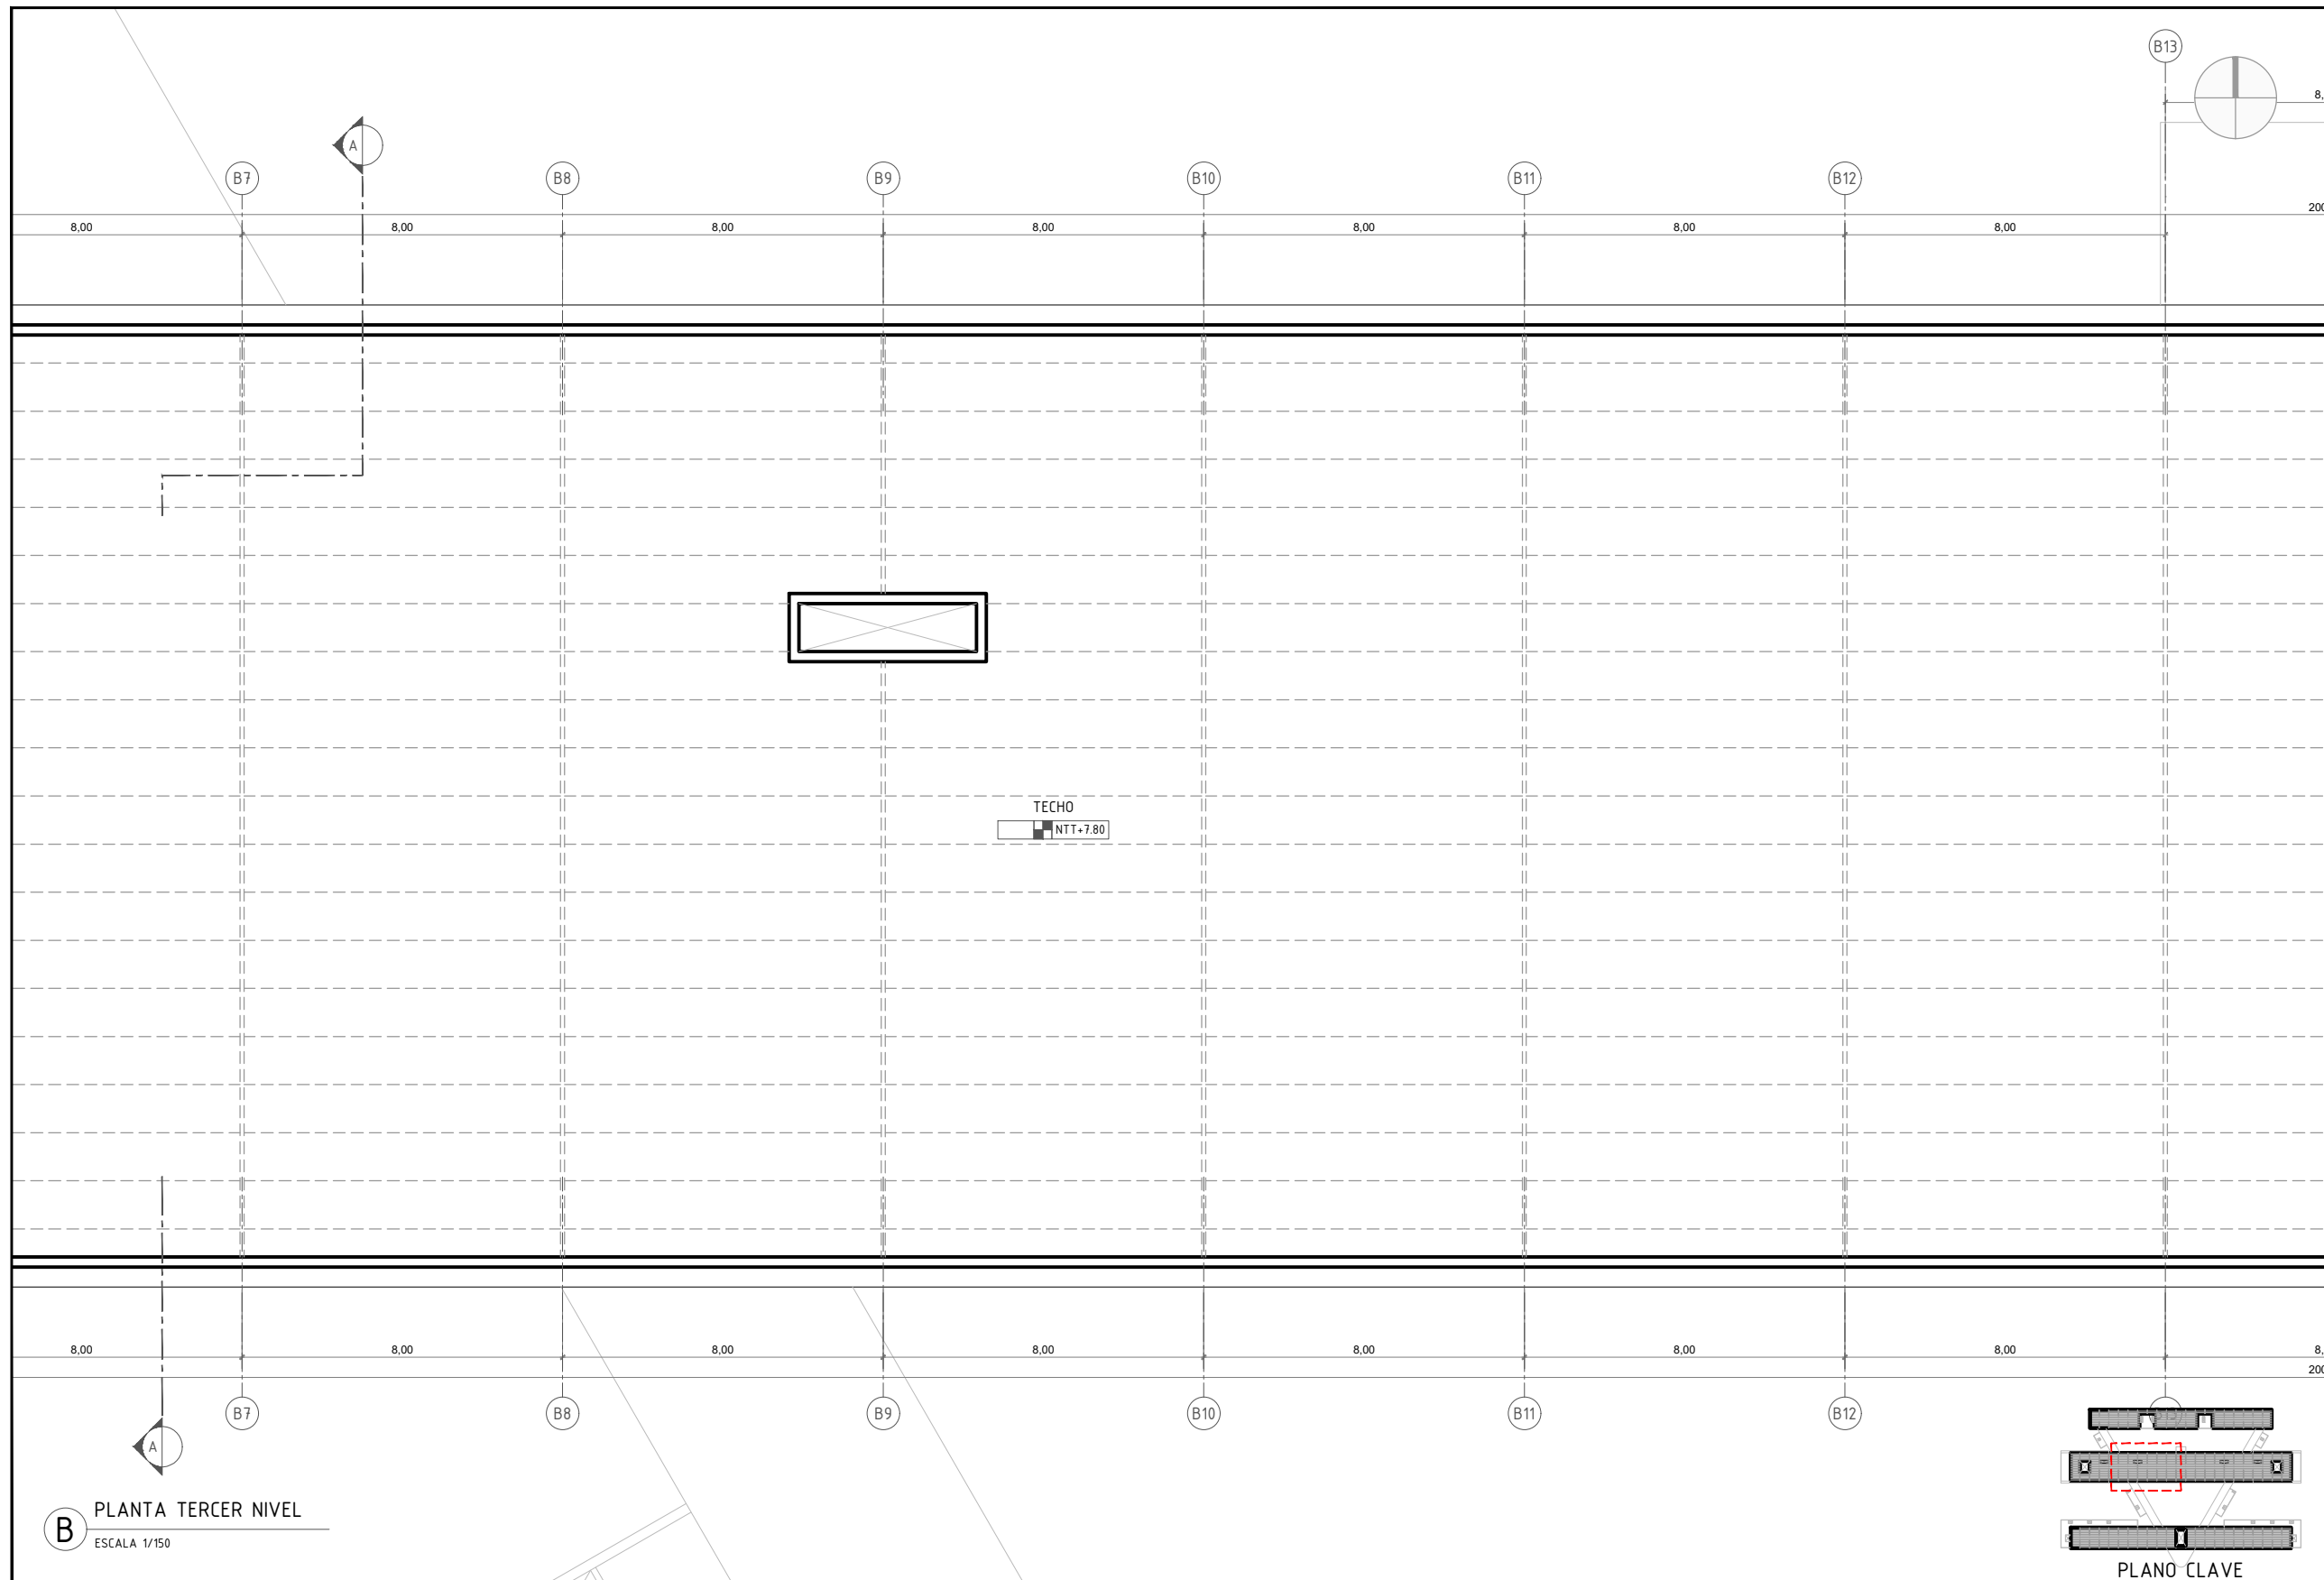 B13
8,
A
B7 B8 B9 B10 B11 B12
200
8,00 8,00 8,00 8,00 8,00 8,00 8,00
TECHO
NTT+7.80
8,00 8,00 8,00 8,00 8,00 8,00 8,00 8,
200
B7 B8 B9 B10 B11 B12
A
B PLANTA TERCER NIVEL
ESCALA 1/150
PLANO CLAVE